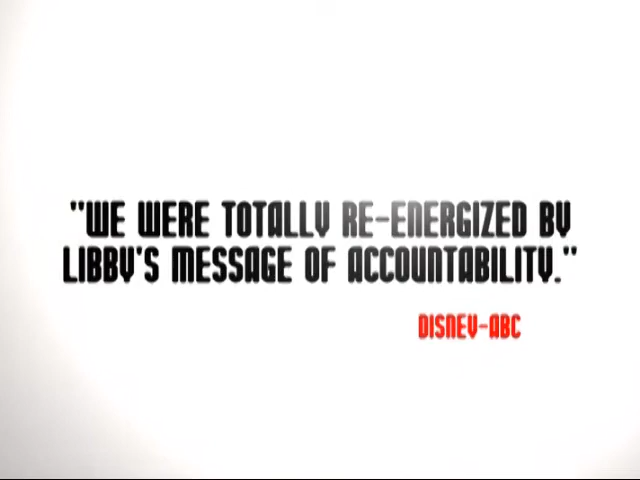 "WE WERE TOTALLY RE-ENERGIZED BY
LIBBY'S MESSAGE OF ACCOUNTABILITY."
DISNEY-ABC